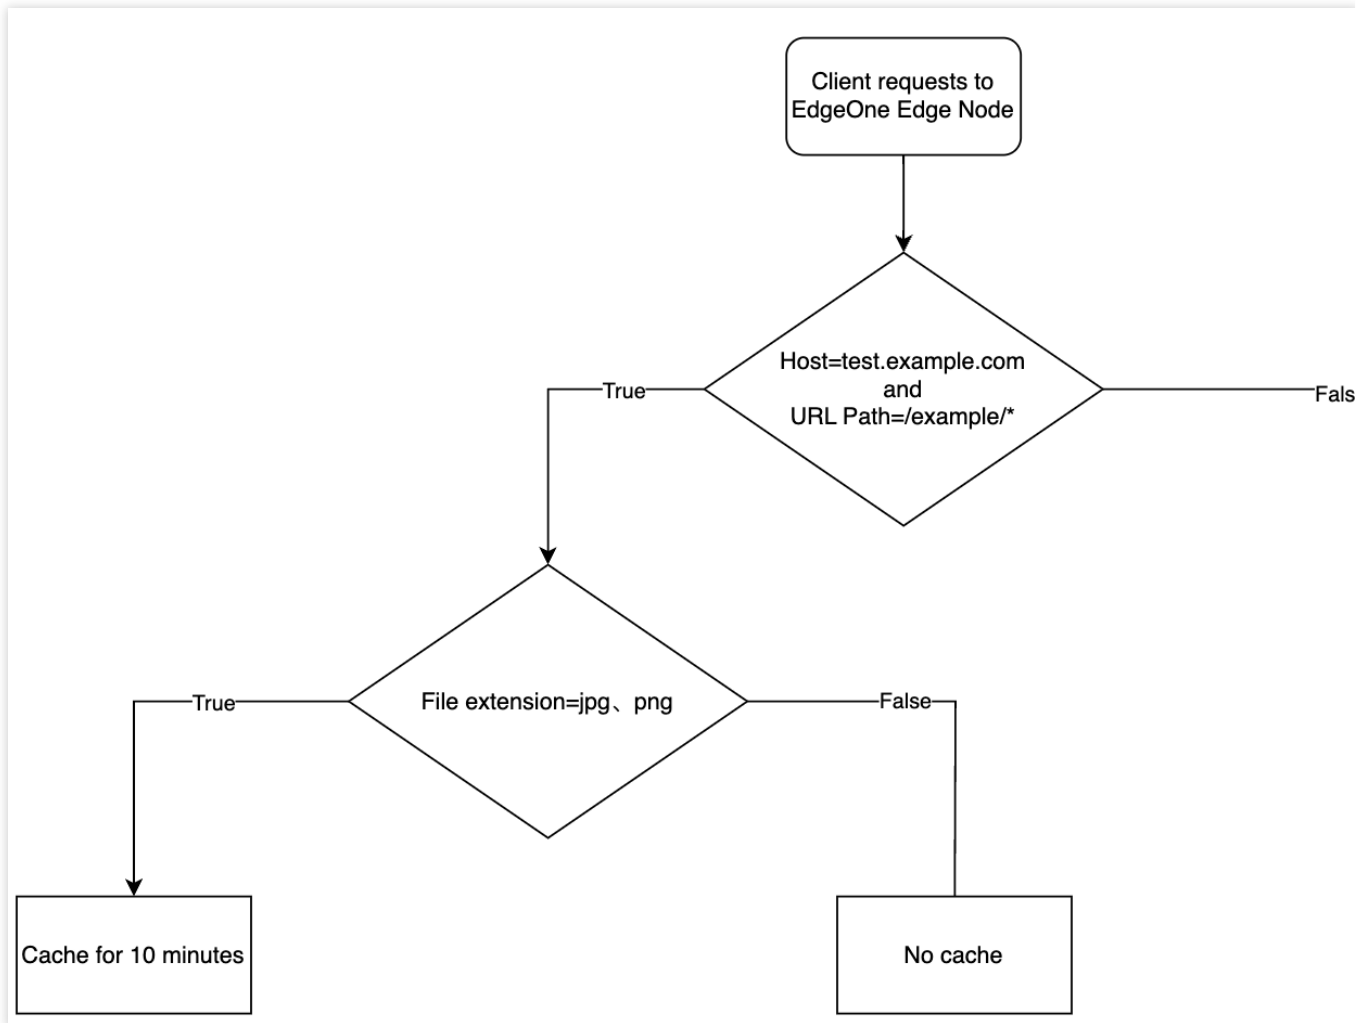 Client requests to
EdgeOne Edge Node
Host=test.example.com
and
URL Path=/example/*
True
Fals
File extension=jpg、png
True
False
Cache for 10 minutes
No cache